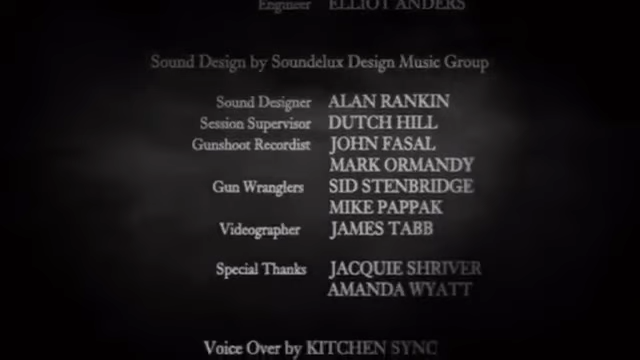 Engineer ELLIOT ANDERS
Sound Design by Soundelux Design Music Group
Sound Designer ALAN RANKIN
Session Supervisor DUTCH HILL
Gunshoot Recordist JOHN FASAL
MARK ORMANDY
Gun Wranglers SID STENBRIDGE
MIKE PAPPAK
Videographer JAMES TABB
Special Thanks JACQUIE SHRIVER
AMANDA WYATT
Voice Over by KITCHEN SYNC